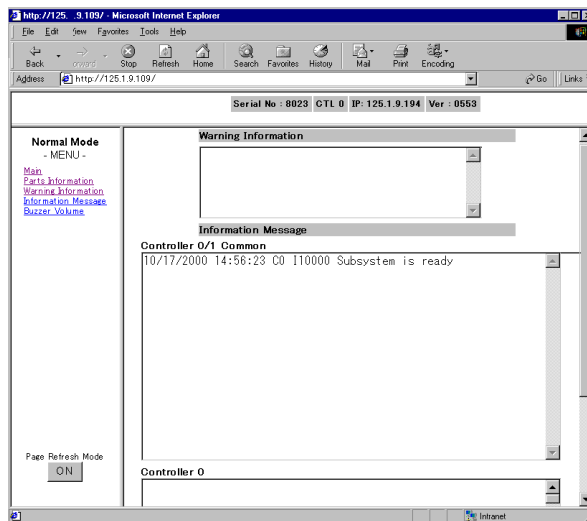 http://125. .9.109/ - Microsoft Internet Explorer
File Edit View Favorites Tools Help
Back orward Stop Refresh Home Search Favorites History Mail Print Encoding
Address http://125.1.9.109/ Go Links
Serial No : 8023 CTL 0 IP: 125.1.9.194 Ver : 0553
Normal Mode
- MENU -
Main
Parts Information
Warning Information
Information Message
Buzzer Volume
Page Refresh Mode
ON
Warning Information
Information Message
Controller 0/1 Common
10/17/2000 14:56:23 C0 I10000 Subsystem is ready
Controller 0
Intranet